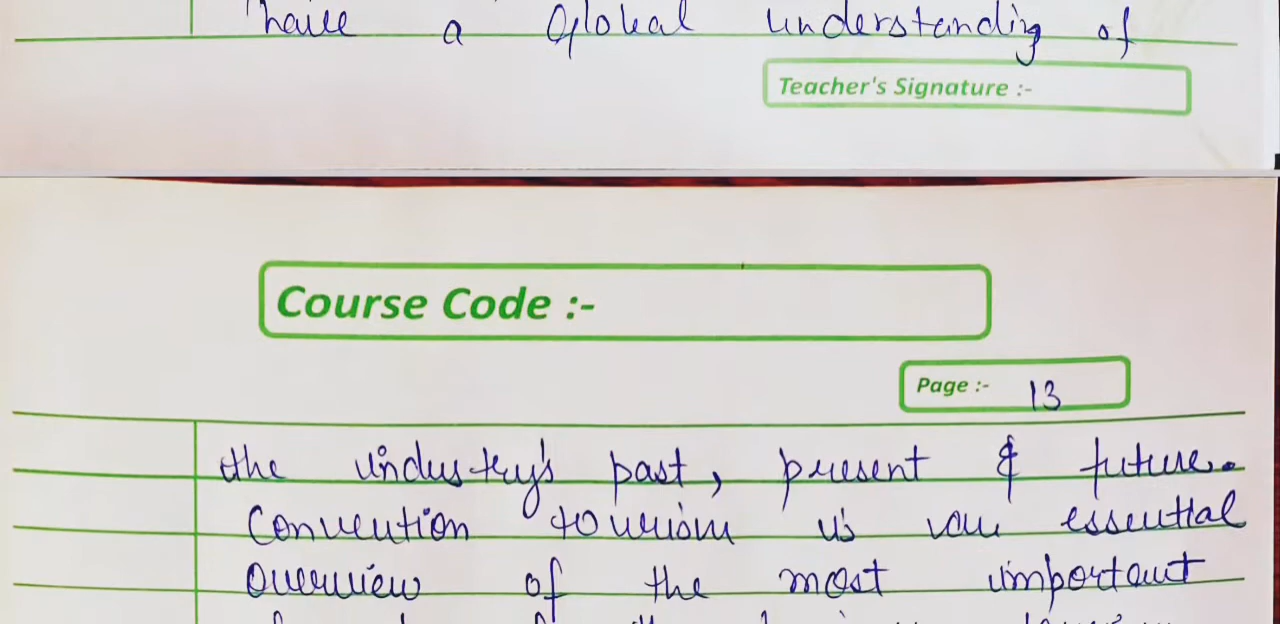 have a global understanding of
Teacher's Signature :-
Course Code :-
Page :- 13
the industry's past, present & future.
Convention tourism is an essential
overview of the most important